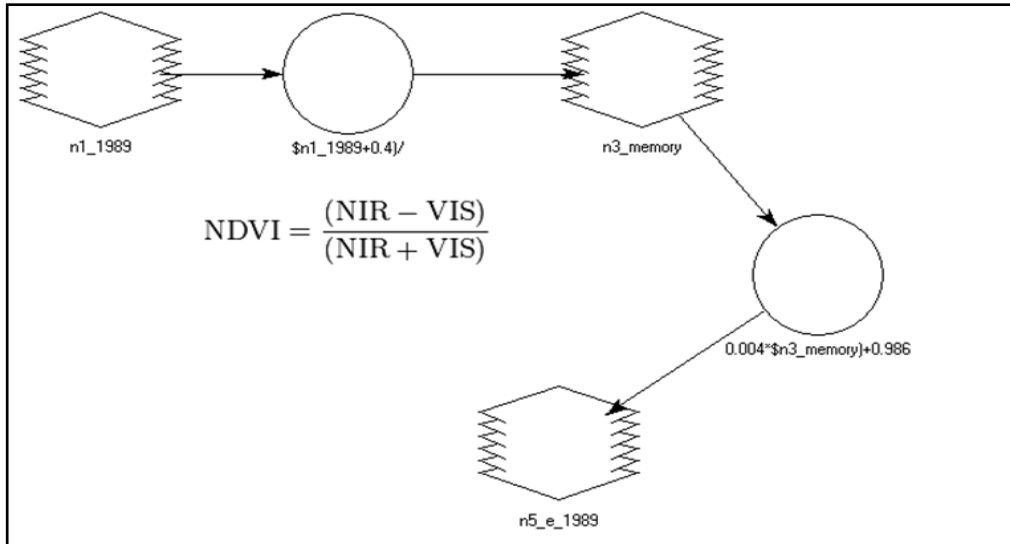 n1_1989
$n1_1989+0.4)/
n3_memory
NDVI = (NIR − VIS) / (NIR + VIS)
0.004*$n3_memory)+0.986
n5_e_1989